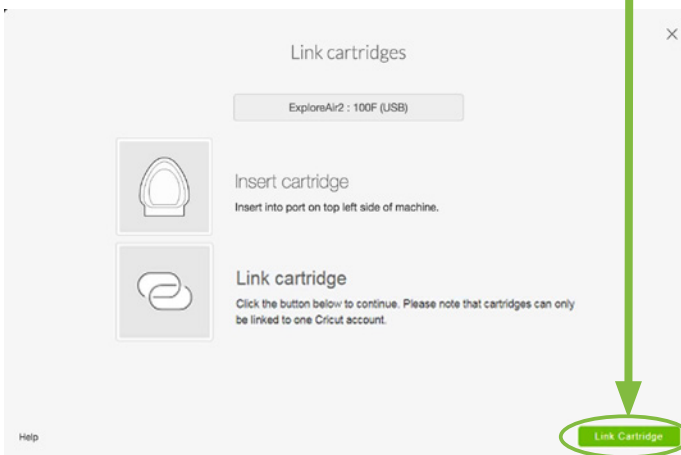 Link cartridges
ExploreAir2 : 100F (USB)
Insert cartridge
Insert into port on top left side of machine.
Link cartridge
Click the button below to continue. Please note that cartridges can only
be linked to one Cricut account.
Help
Link Cartridge